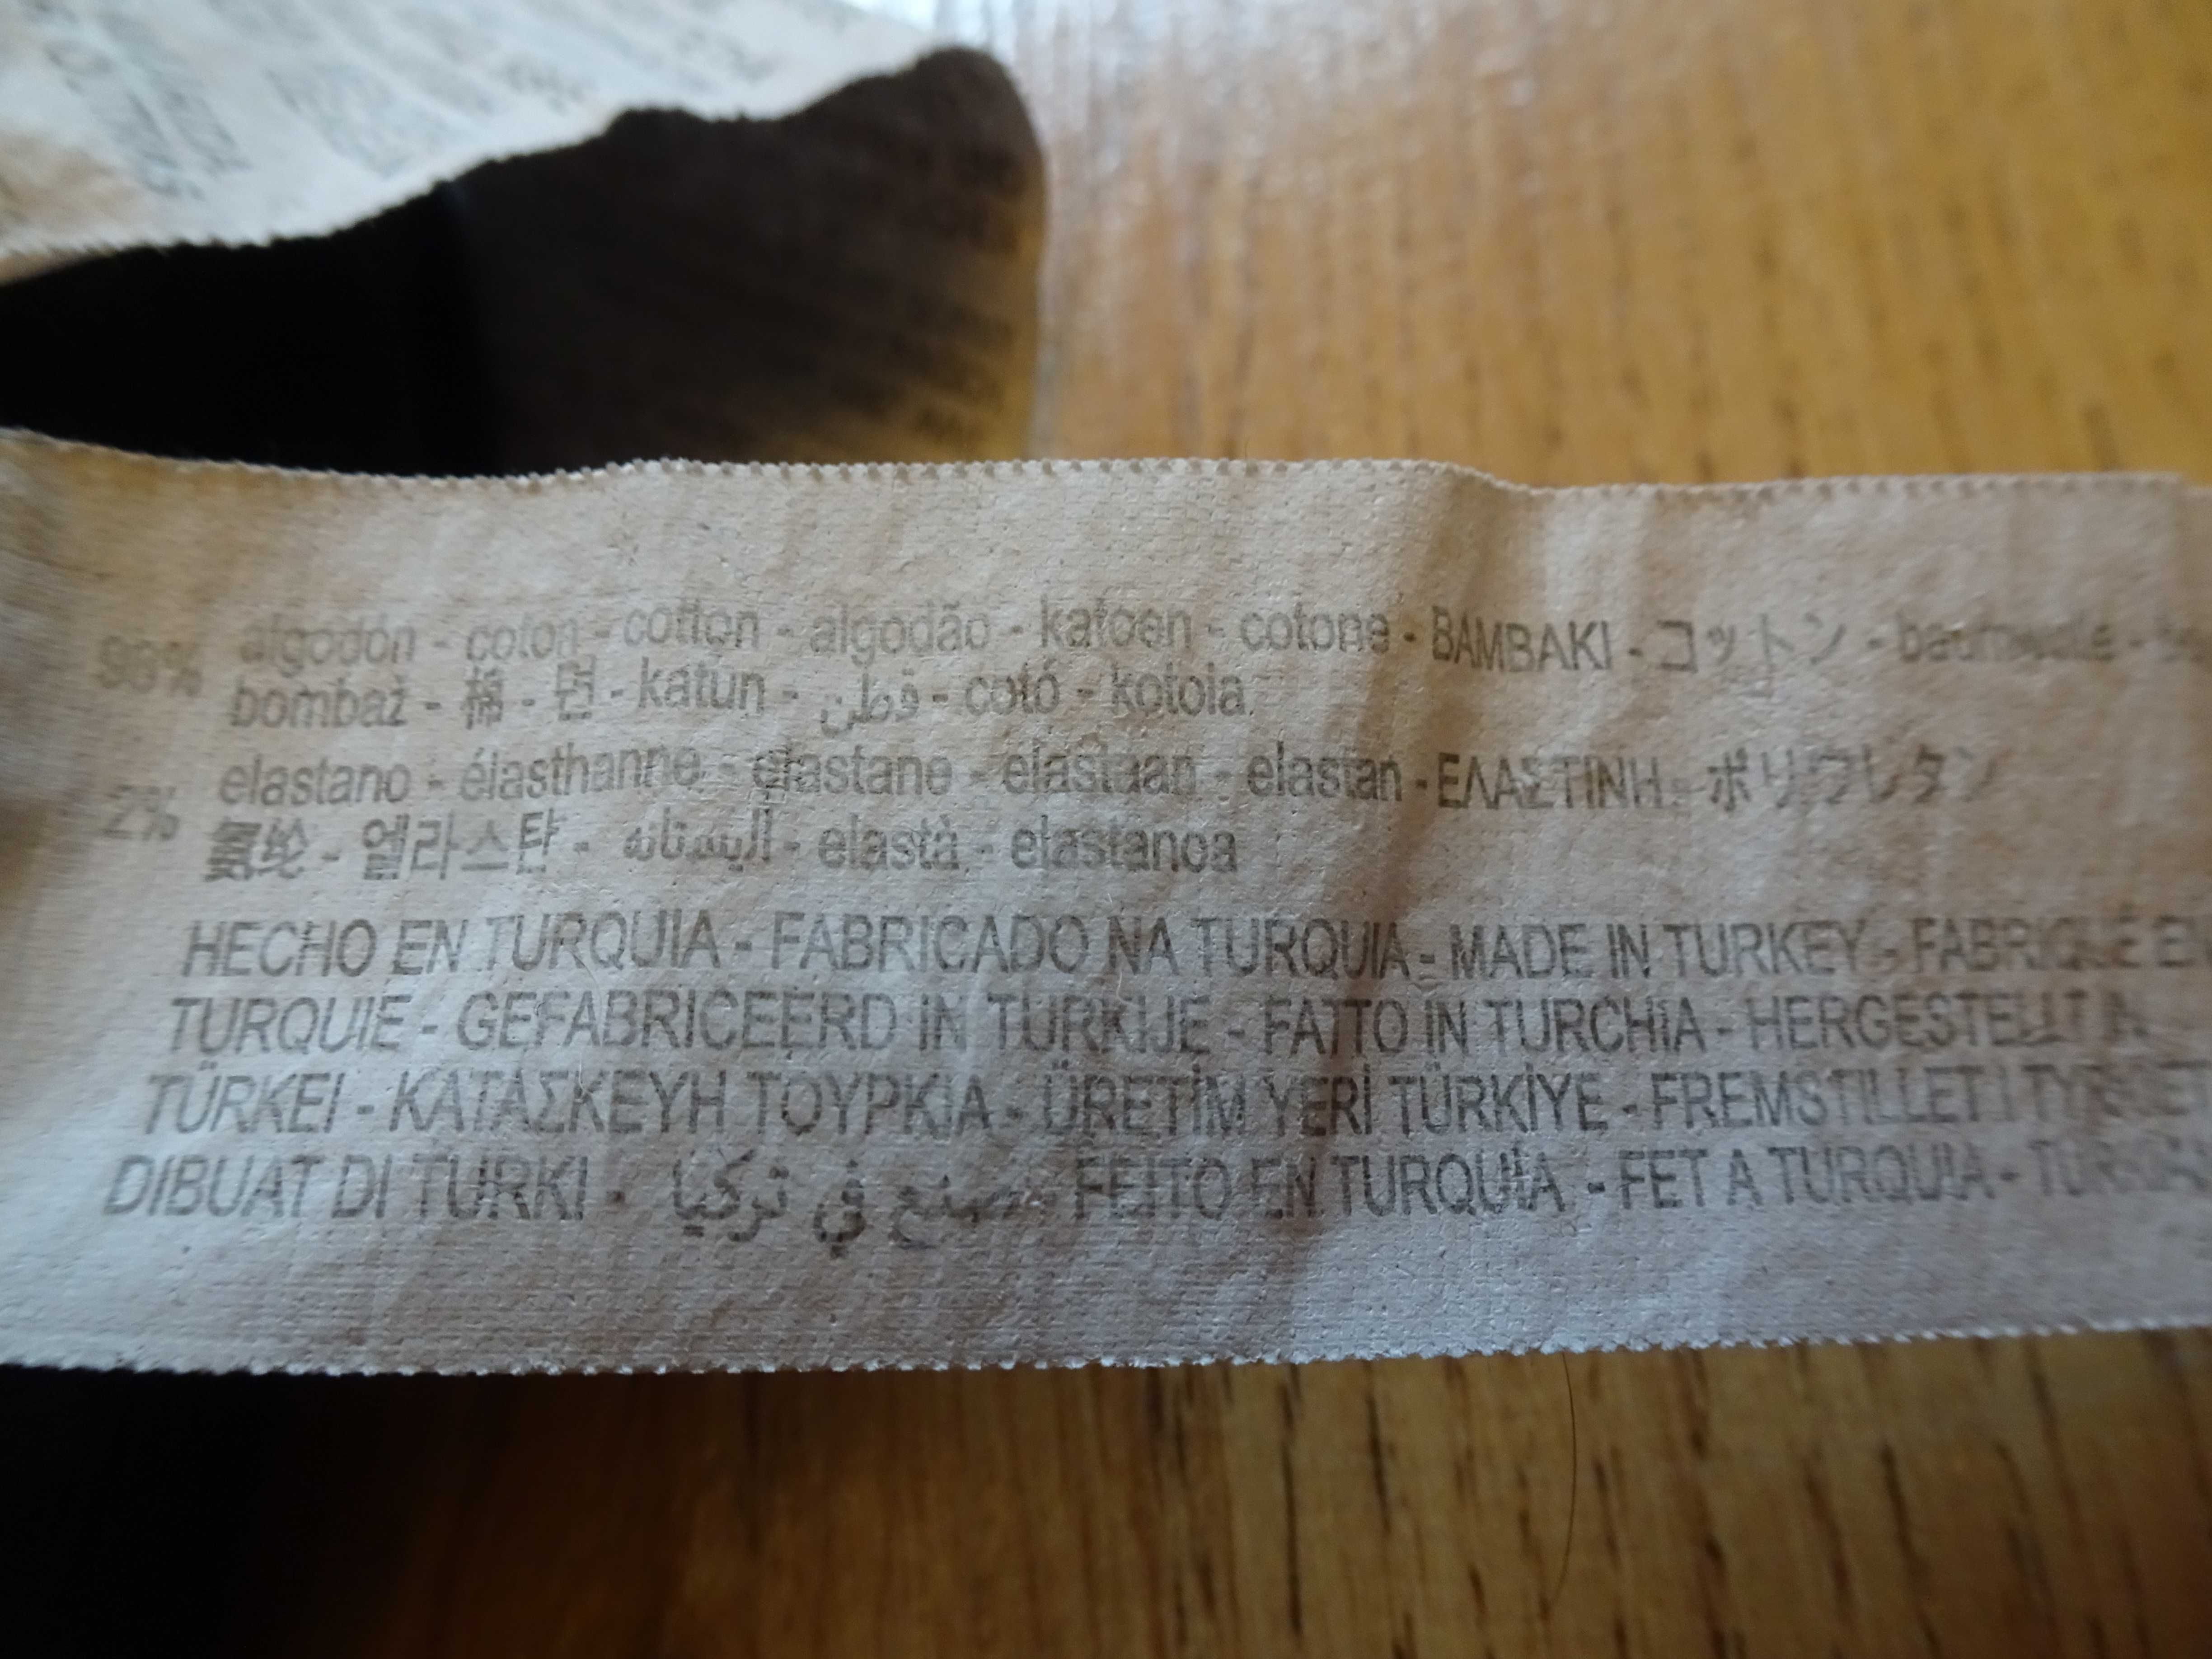 98% algodón - coton - cotton - algodão - katoen - cotone - BAMBAKI - コットン - baumwolle -
bombaž - 棉 - 면 - katun - قطن - cotó - kotoia
2% elastano - élasthanne - elastane - elastaan - elastan - ΕΛΑΣΤΙΝΗ - ポリウレタン
氨纶 - 엘라스탄 - اليستانه - elastà - elastanoa
HECHO EN TURQUIA - FABRICADO NA TURQUIA - MADE IN TURKEY - FABRIQUÉ EN
TURQUIE - GEFABRICEERD IN TURKIJE - FATTO IN TURCHIA - HERGESTELLT IN
TÜRKEI - ΚΑΤΑΣΚΕΥΗ ΤΟΥΡΚΙΑ - ÜRETİM YERİ TÜRKİYE - FREMSTILLET I TYRKIET
DIBUAT DI TURKI - صنع في تركيا - FEITO EN TURQUÍA - FET A TURQUIA -